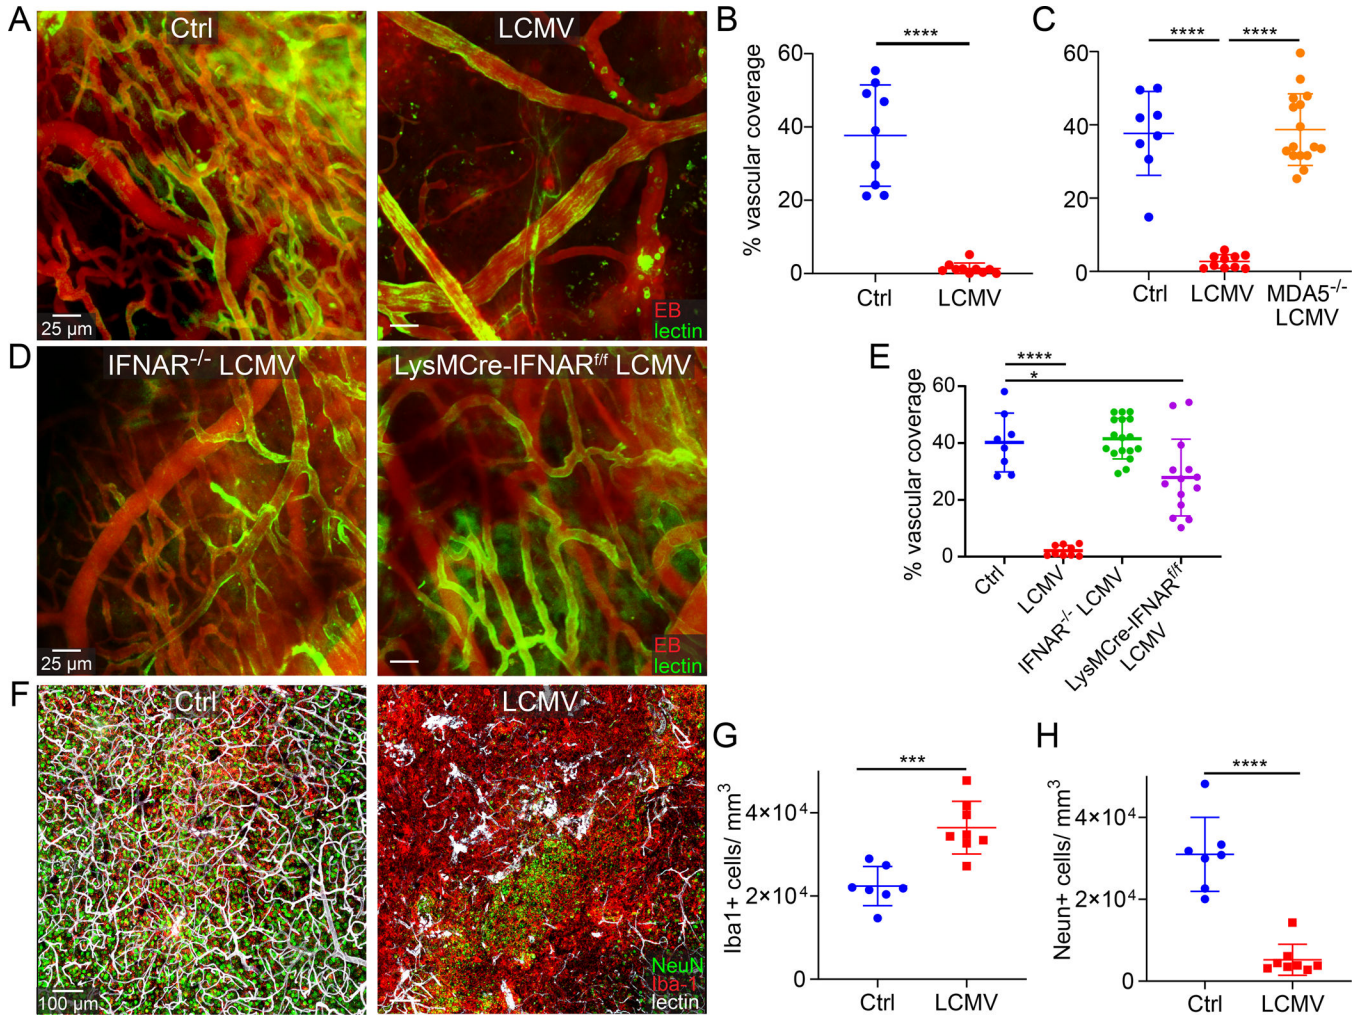 A
Ctrl
25 µm
LCMV
EB
lectin
B
****
% vascular coverage
60
40
20
0
Ctrl
LCMV
C
**** ****
60
40
20
0
Ctrl
LCMV
MDA5-/-
LCMV
D
IFNAR-/- LCMV
25 µm
LysMCre-IFNARf/f LCMV
EB
lectin
E
****
*
% vascular coverage
60
40
20
0
Ctrl
LCMV
IFNAR-/- LCMV
LysMCre-IFNARf/f
LCMV
F
Ctrl
100 µm
LCMV
NeuN
Iba-1
lectin
G
***
Iba1+ cells/ mm3
4×104
2×104
0
Ctrl
LCMV
H
****
Neun+ cells/ mm3
4×104
2×104
0
Ctrl
LCMV